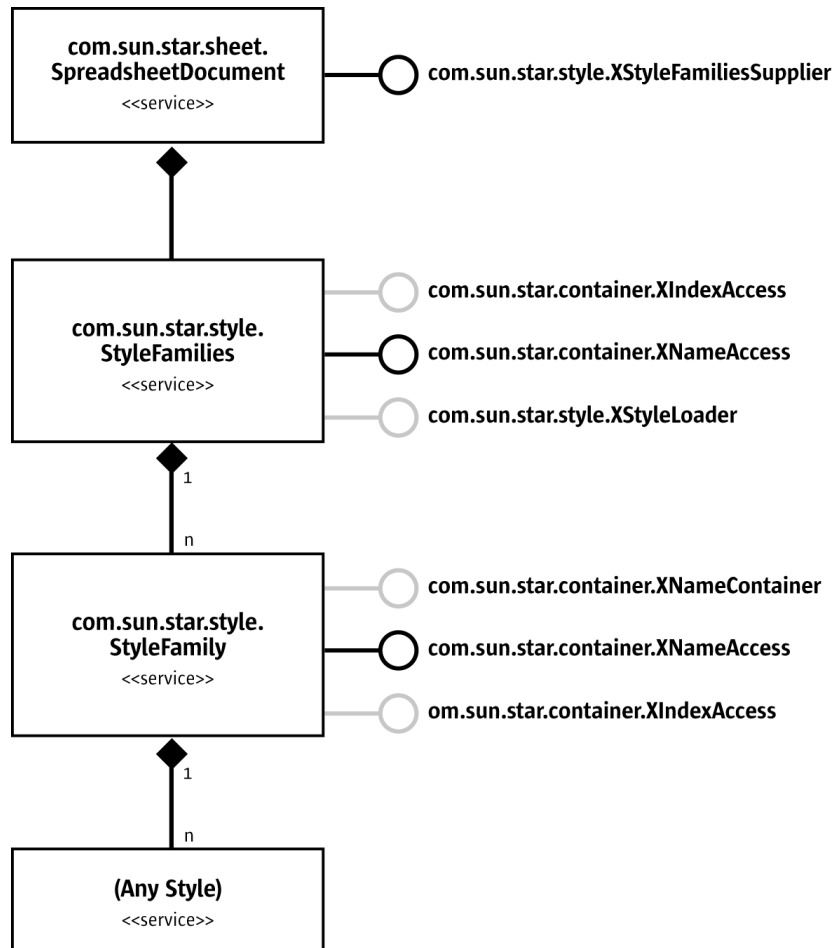 com.sun.star.sheet.
SpreadsheetDocument
<<service>>
com.sun.star.style.XStyleFamiliesSupplier
com.sun.star.style.
StyleFamilies
<<service>>
com.sun.star.container.XIndexAccess
com.sun.star.container.XNameAccess
com.sun.star.style.XStyleLoader
1
n
com.sun.star.style.
StyleFamily
<<service>>
com.sun.star.container.XNameContainer
com.sun.star.container.XNameAccess
om.sun.star.container.XIndexAccess
1
n
(Any Style)
<<service>>